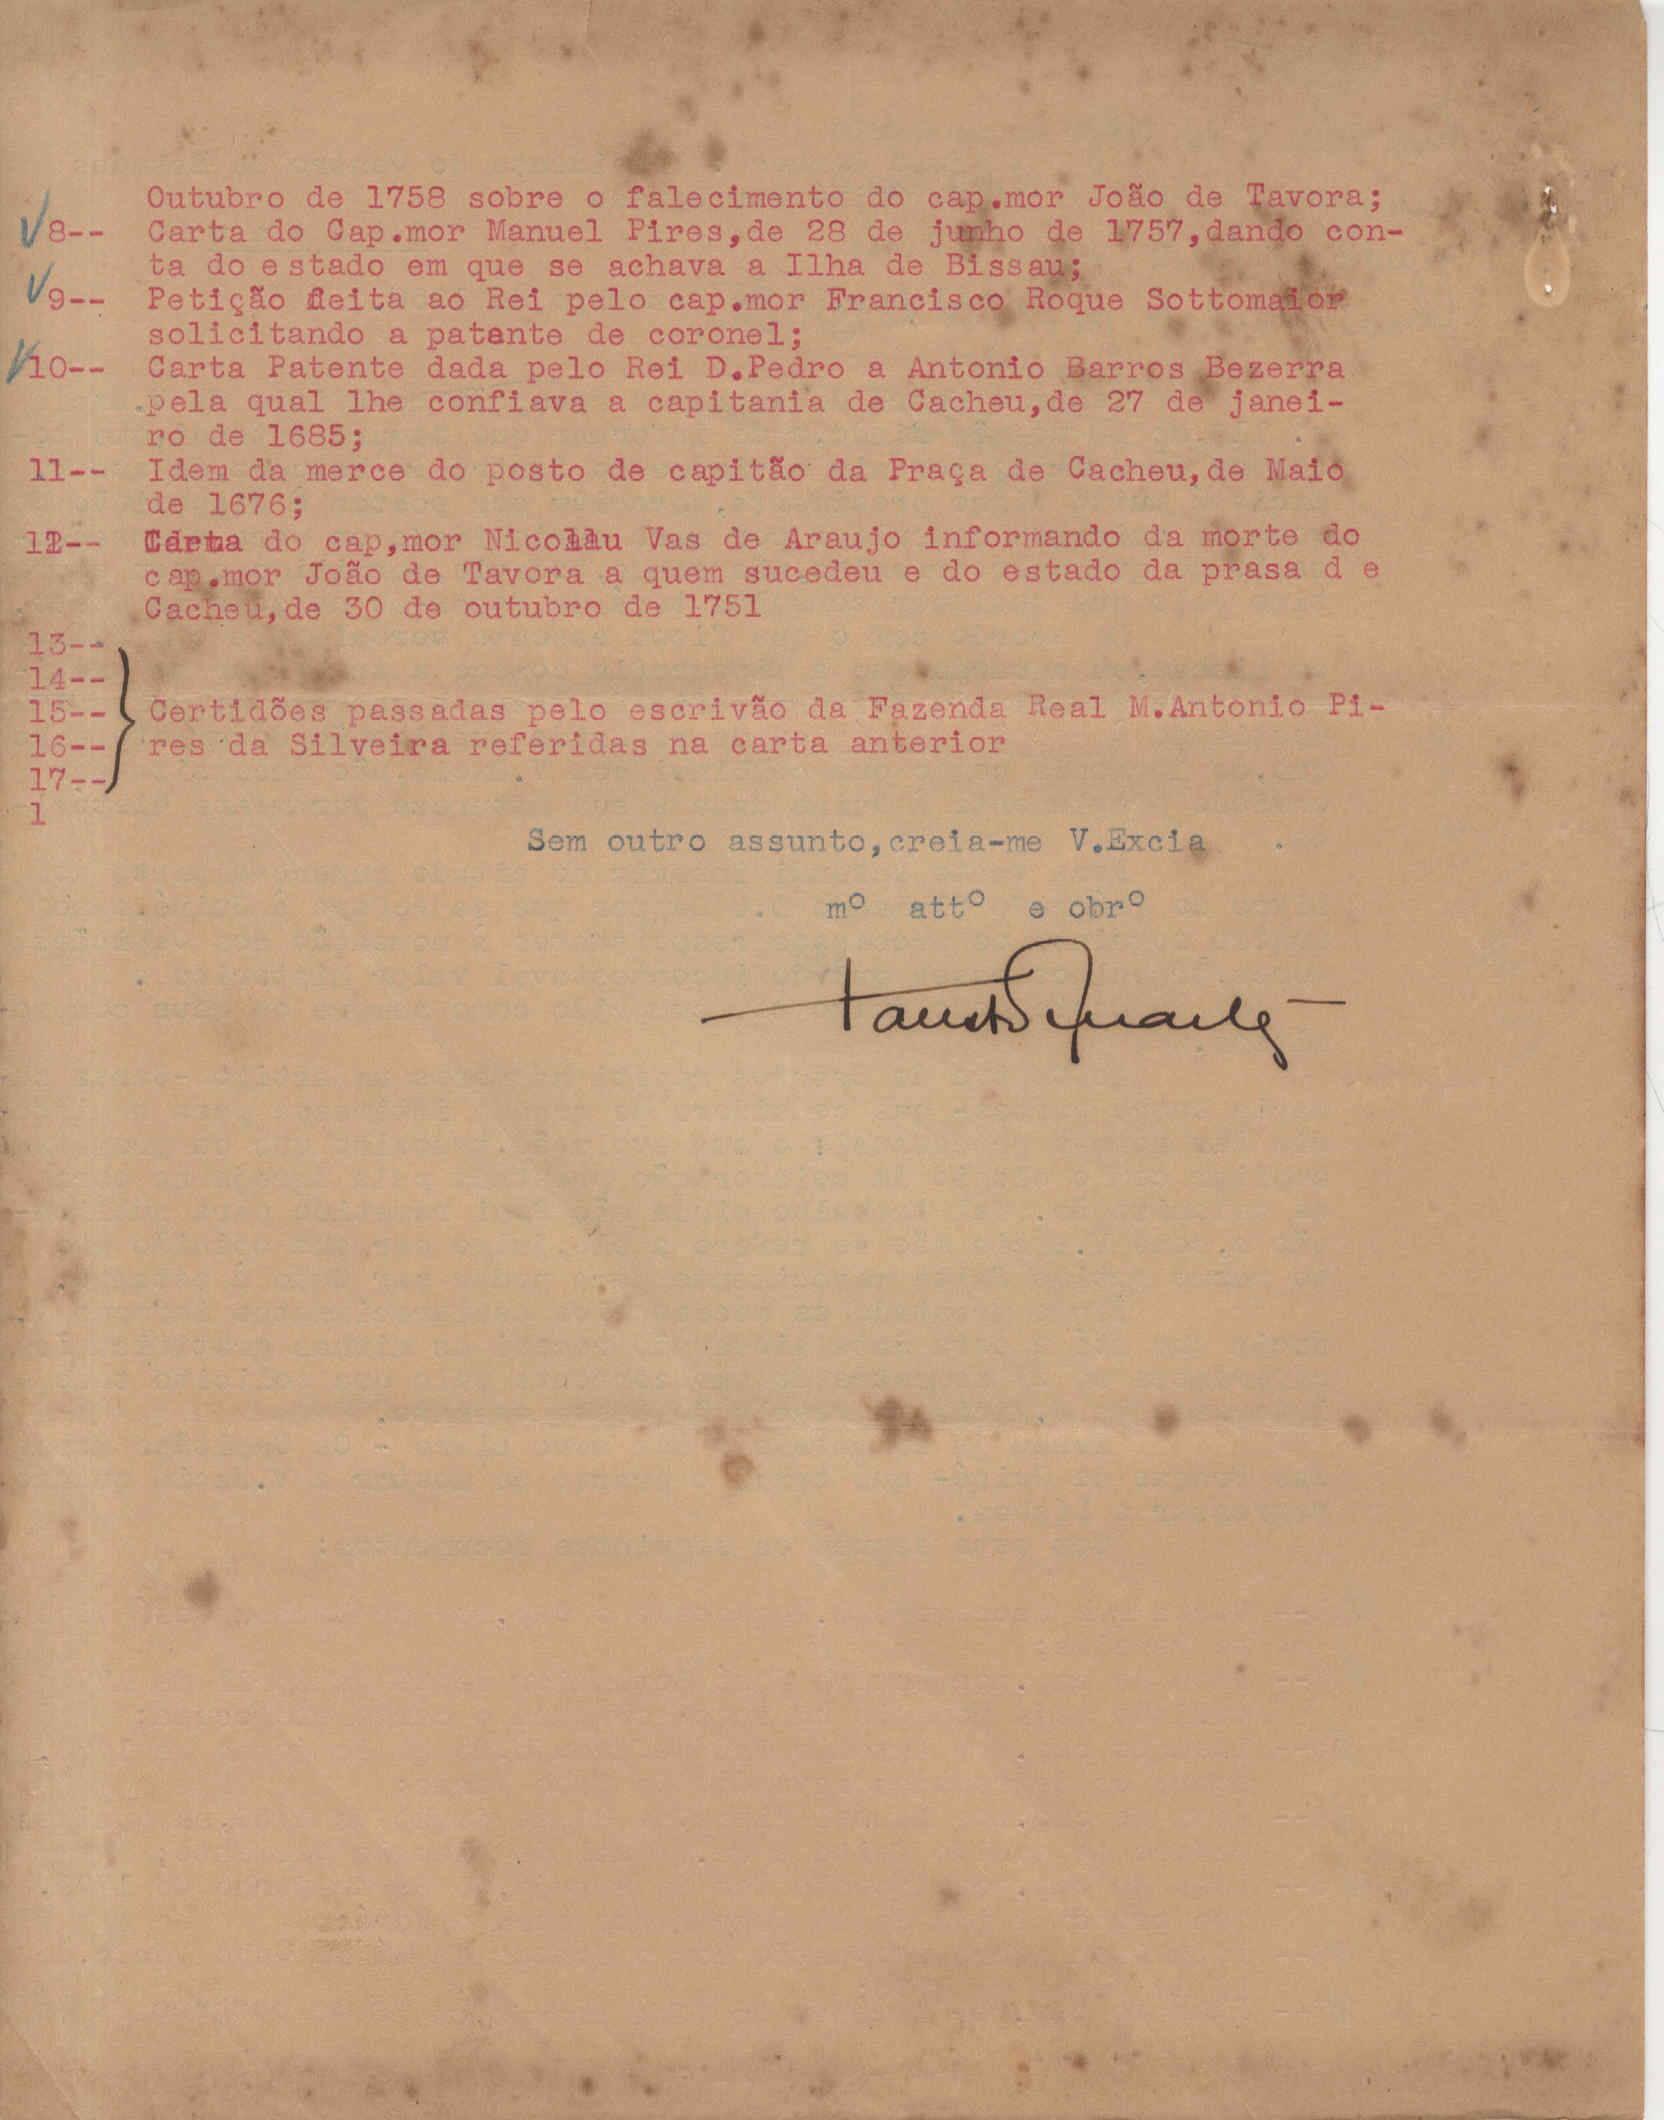 Outubro de 1758 sobre o falecimento do cap.mor João de Tavora;
8-- Carta do Cap.mor Manuel Pires,de 28 de junho de 1757,dando con-
ta do estado em que se achava a Ilha de Bissau;
9-- Petição feita ao Rei pelo cap.mor Francisco Roque Sottomaior
solicitando a patente de coronel;
10-- Carta Patente dada pelo Rei D.Pedro a Antonio Barros Bezerra
pela qual lhe confiava a capitania de Cacheu,de 27 de janei-
ro de 1685;
11-- Idem da merce do posto de capitão da Praça de Cacheu,de Maio
de 1676;
12-- Carta do cap,mor Nicolau Vas de Araujo informando da morte do
cap.mor João de Tavora a quem sucedeu e do estado da prasa d e
Cacheu,de 30 de outubro de 1751
13--
14--
15-- Certidões passadas pelo escrivão da Fazenda Real M.Antonio Pi-
16-- res da Silveira referidas na carta anterior
17--
1
Sem outro assunto,creia-me V.Excia
mº attº e obrº
Fausto Duarte